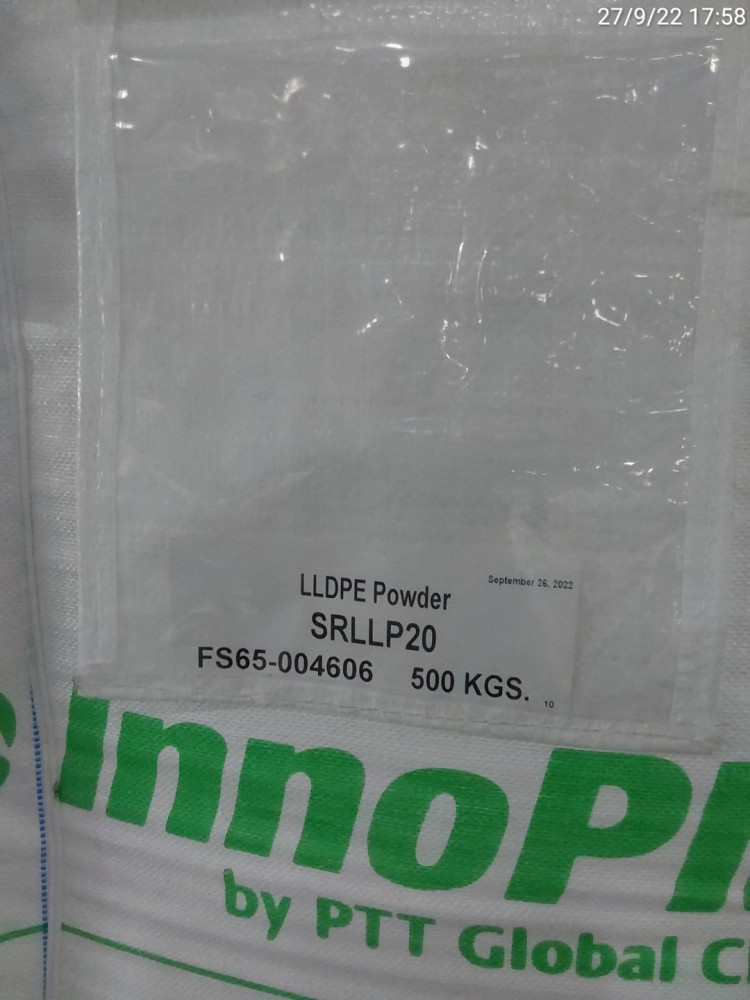 27/9/22 17:58
September 26, 2022
LLDPE Powder
SRLLP20
FS65-004606 500 KGS.
10
InnoPl
by PTT Global C